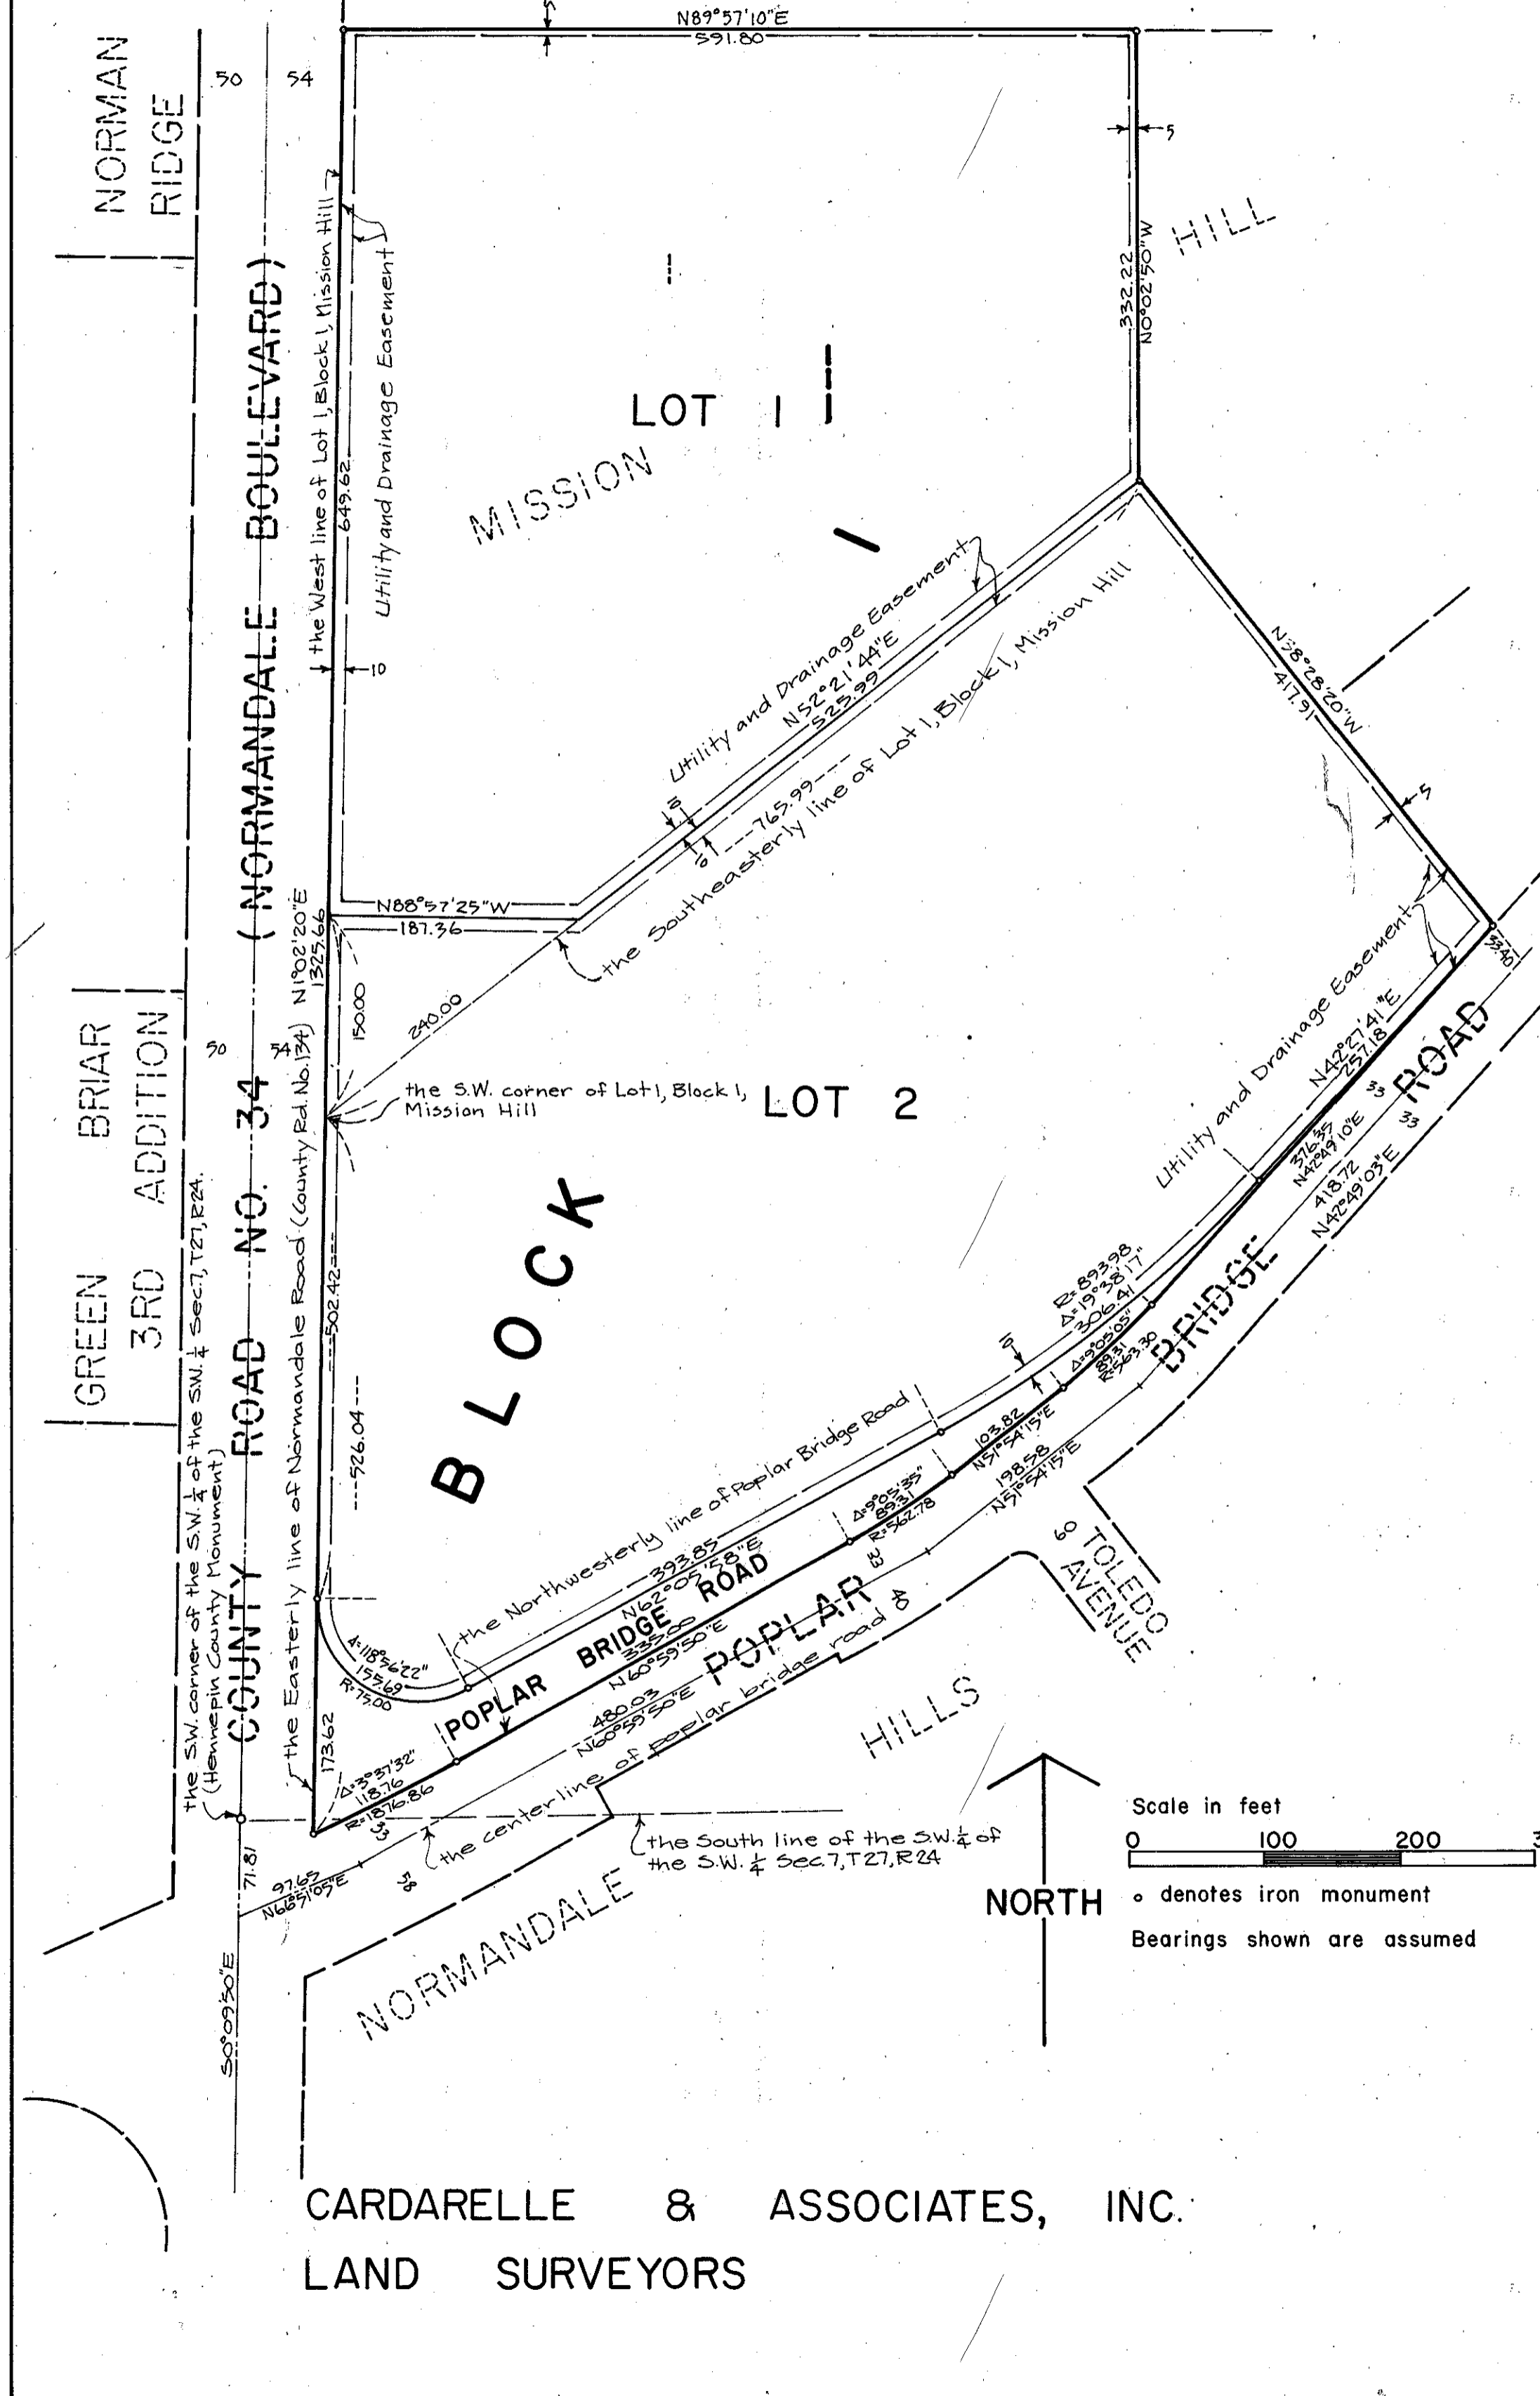 N89°57'10"E
591.80
5
NORMAN
RIDGE
50
54
5
HILL
332.22
N0°02'50"W
the West line of Lot 1, Block 1, Mission Hill
649.62
Utility and Drainage Easement
LOT 1
MISSION
10
COUNTY ROAD NO. 34 (NORMANDALE BOULEVARD)
Utility and Drainage Easement
N52°21'44"E
525.99
10
10
765.99
the Southeasterly line of Lot 1, Block 1, Mission Hill
N38°28'20"W
417.91
5
N88°57'25"W
187.36
N1°02'20"E
1325.66
150.00
240.00
33.40
GREEN BRIAR
3RD ADDITION
50
54
the S.W. corner of Lot 1, Block 1,
Mission Hill
LOT 2
BLOCK 1
Utility and Drainage Easement
N42°27'41"E
257.18
33
33
376.35
N42°49'10"E
418.72
N42°49'03"E
the Easterly line of Normandale Road (County Rd. No. 134)
502.42
526.04
the S.W. corner of the S.W. ¼ of the S.W. ¼ Sec. 7, T27, R24.
(Hennepin County Monument)
R=893.98
Δ=19°38'17"
306.41
10
Δ=9°05'05"
89.31
R=563.30
103.82
N51°54'15"E
198.58
N51°54'15"E
Δ=9°05'35"
89.31
R=562.78
33
the Northwesterly line of Poplar Bridge Road
393.85
N62°05'58"E
POPLAR BRIDGE ROAD
335.00
N60°59'50"E
POPLAR BRIDGE ROAD
480.03
N60°59'50"E
the centerline of poplar bridge road
40
60
TOLEDO
AVENUE
Δ=118°56'22"
155.69
R=75.00
173.62
Δ=3°37'32"
118.76
R=1876.86
33
58
71.81
97.65
N66°51'05"E
S0°09'50"E
the South line of the S.W. ¼ of
the S.W. ¼ Sec. 7, T27, R24
NORMANDALE HILLS
Scale in feet
0 100 200 3
NORTH
o denotes iron monument
Bearings shown are assumed
CARDARELLE & ASSOCIATES, INC.
LAND SURVEYORS